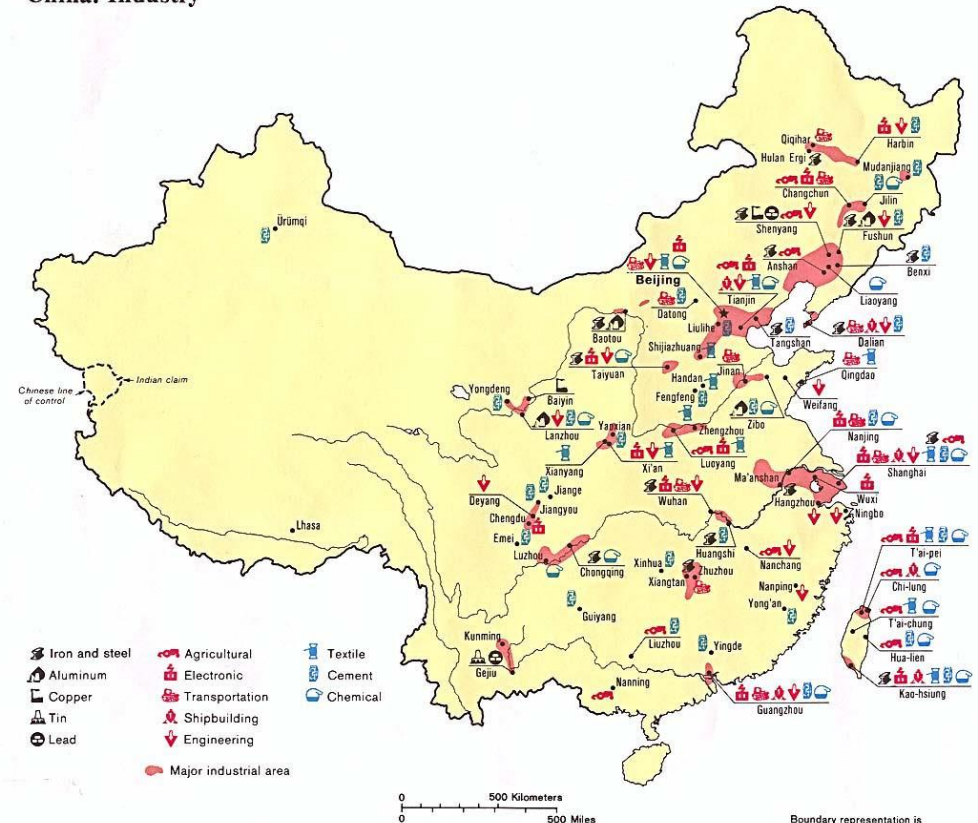 China: Industry
Qiqihar
Hulan Ergi
Harbin
Mudanjiang
Changchun
Jilin
Shenyang
Fushun
Anshan
Benxi
Beijing
Tianjin
Liaoyang
Datong
Liulihe
Tangshan
Dalian
Baotou
Shijiazhuang
Taiyuan
Jinan
Handan
Qingdao
Fengfeng
Weifang
Yongdeng
Baiyin
Zibo
Lanzhou
Yanxian
Zhengzhou
Nanjing
Xianyang
Xi'an
Luoyang
Shanghai
Ma'anshan
Ürümqi
Chinese line
of control
Indian claim
Jiange
Wuhan
Hangzhou
Wuxi
Deyang
Jiangyou
Ningbo
Chengdu
Lhasa
Emei
Huangshi
Luzhou
Chongqing
Xinhua
Zhuzhou
Nanchang
T'ai-pei
Xiangtan
Nanping
Chi-lung
Yong'an
Guiyang
T'ai-chung
Kunming
Liuzhou
Yingde
Hua-lien
Gejiu
Nanning
Guangzhou
Kao-hsiung
Iron and steel
Aluminum
Copper
Tin
Lead
Agricultural
Electronic
Transportation
Shipbuilding
Engineering
Textile
Cement
Chemical
Major industrial area
0 500 Kilometers
0 500 Miles
Boundary representation is